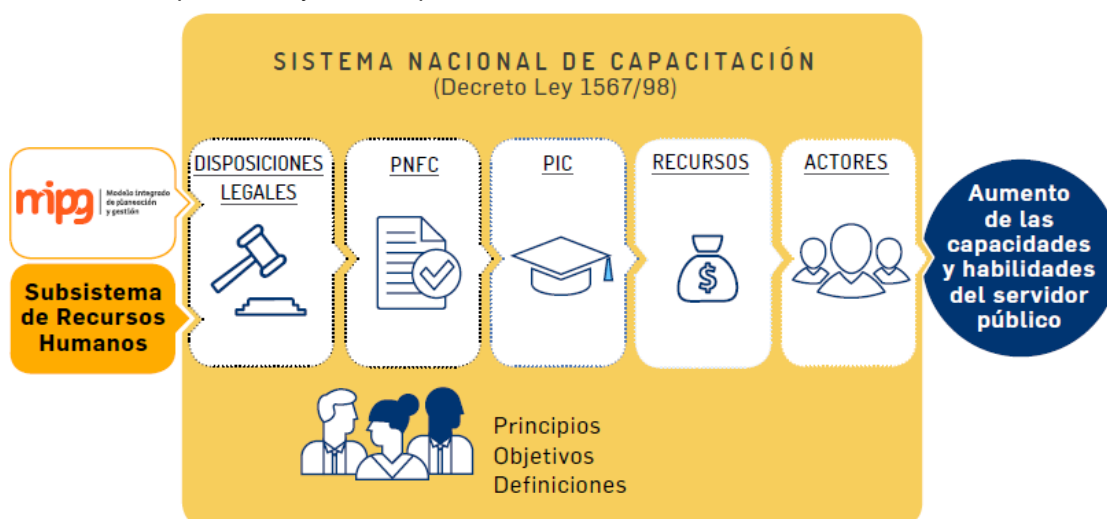 SISTEMA NACIONAL DE CAPACITACIÓN
(Decreto Ley 1567/98)
mipg
Modelo integrado
de planeación
y gestión
Subsistema
de Recursos
Humanos
DISPOSICIONES
LEGALES
PNFC
PIC
RECURSOS
$
ACTORES
Aumento
de las
capacidades
y habilidades
del servidor
público
Principios
Objetivos
Definiciones